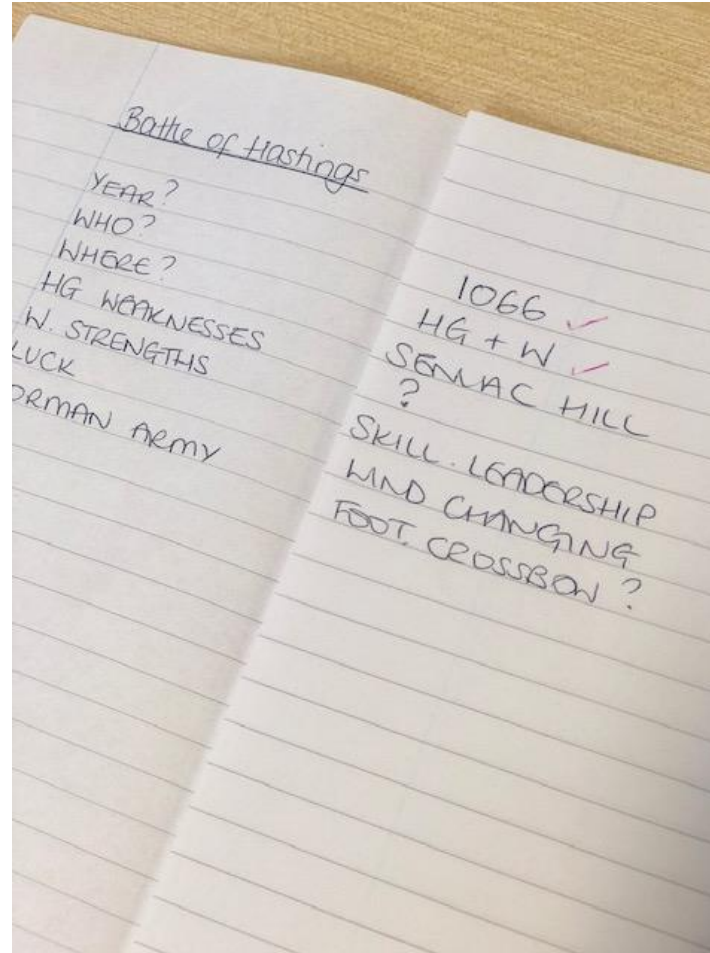 Battle of Hastings
YEAR?
WHO?
WHERE?
HG WEAKNESSES
W. STRENGTHS
LUCK
ORMAN ARMY
1066
HG + W
SENLAC HILL
?
SKILL. LEADERSHIP
WIND CHANGING
FOOT. CROSSBOW ?